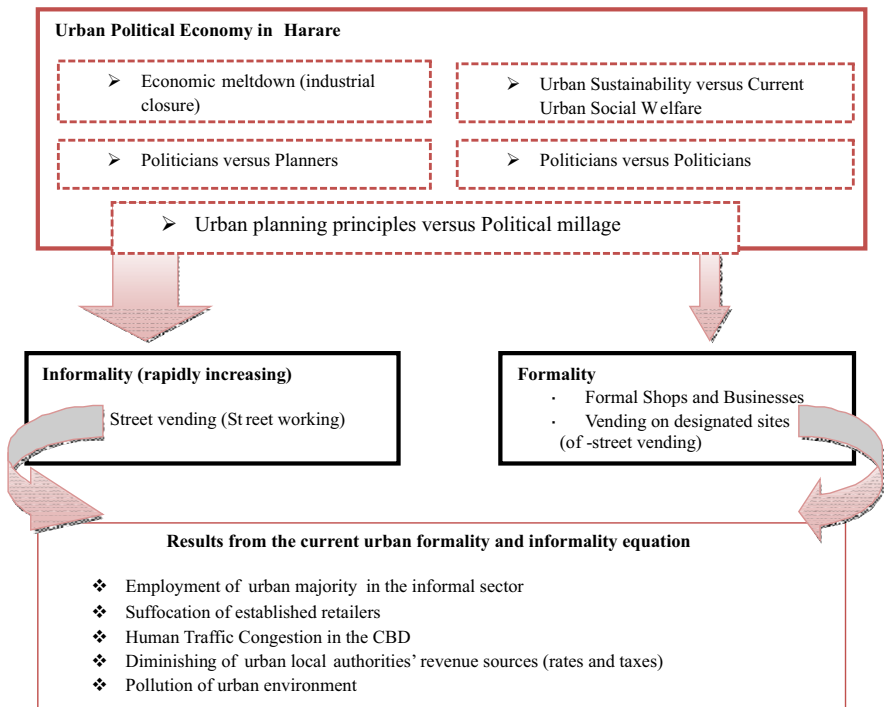 Urban Political Economy in Harare
➢ Economic meltdown (industrial
closure)
➢ Urban Sustainability versus Current
Urban Social Welfare
➢ Politicians versus Planners
➢ Politicians versus Politicians
➢ Urban planning principles versus Political millage
Informality (rapidly increasing)
Street vending (St reet working)
Formality
· Formal Shops and Businesses
· Vending on designated sites
(of -street vending)
Results from the current urban formality and informality equation
❖ Employment of urban majority in the informal sector
❖ Suffocation of established retailers
❖ Human Traffic Congestion in the CBD
❖ Diminishing of urban local authorities’ revenue sources (rates and taxes)
❖ Pollution of urban environment